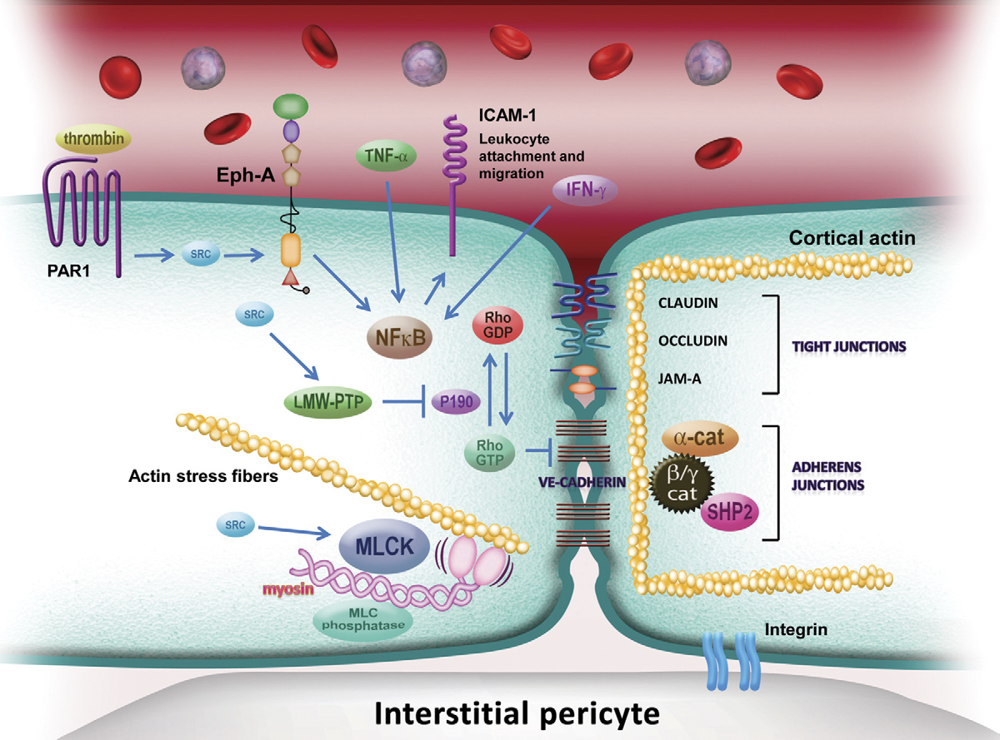 ICAM-1
Leukocyte
attachment and
migration
thrombin
TNF-α
Eph-A
IFN-γ
PAR1
SRC
Cortical actin
SRC
NFκB
Rho
GDP
CLAUDIN
OCCLUDIN
JAM-A
TIGHT JUNCTIONS
LMW-PTP
P190
Rho
GTP
α-cat
β/γ
cat
SHP2
ADHERENS
JUNCTIONS
VE-CADHERIN
Actin stress fibers
SRC
MLCK
myosin
MLC
phosphatase
Integrin
Interstitial pericyte